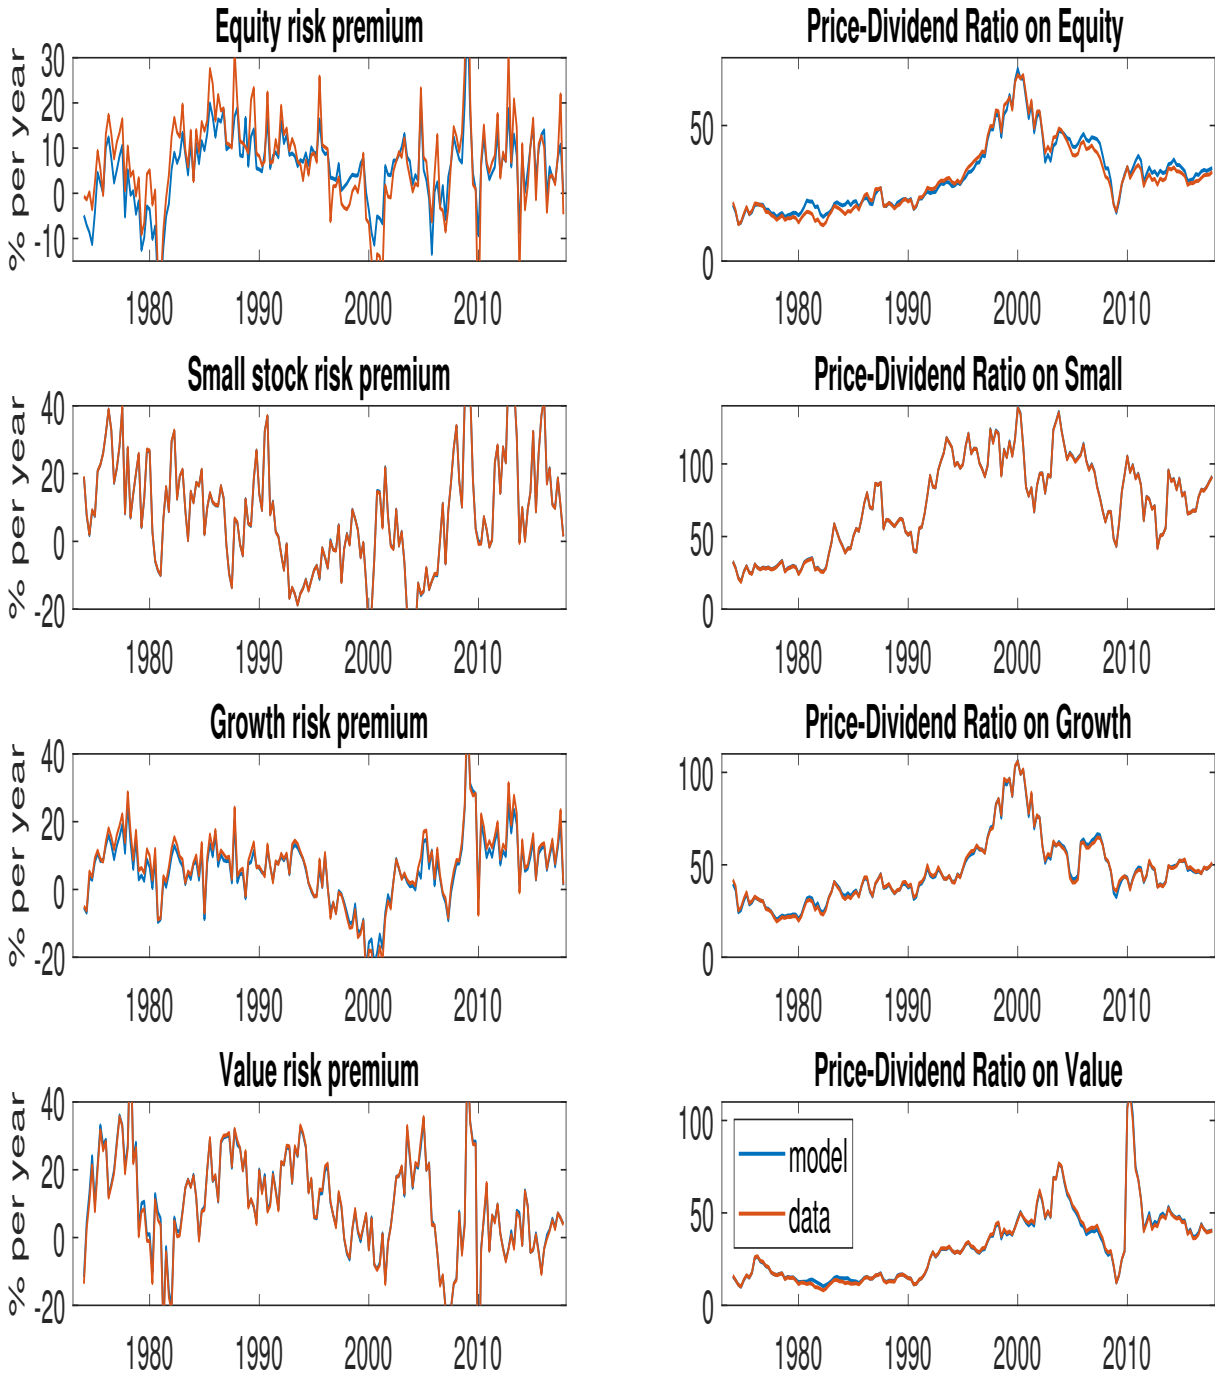 Equity risk premium
% per year
30
20
10
0
-10
1980 1990 2000 2010
Price-Dividend Ratio on Equity
50
0
1980 1990 2000 2010
Small stock risk premium
% per year
40
20
0
-20
1980 1990 2000 2010
Price-Dividend Ratio on Small
100
50
0
1980 1990 2000 2010
Growth risk premium
% per year
40
20
0
-20
1980 1990 2000 2010
Price-Dividend Ratio on Growth
100
50
0
1980 1990 2000 2010
Value risk premium
% per year
40
20
0
-20
1980 1990 2000 2010
Price-Dividend Ratio on Value
100
50
0
model
data
1980 1990 2000 2010